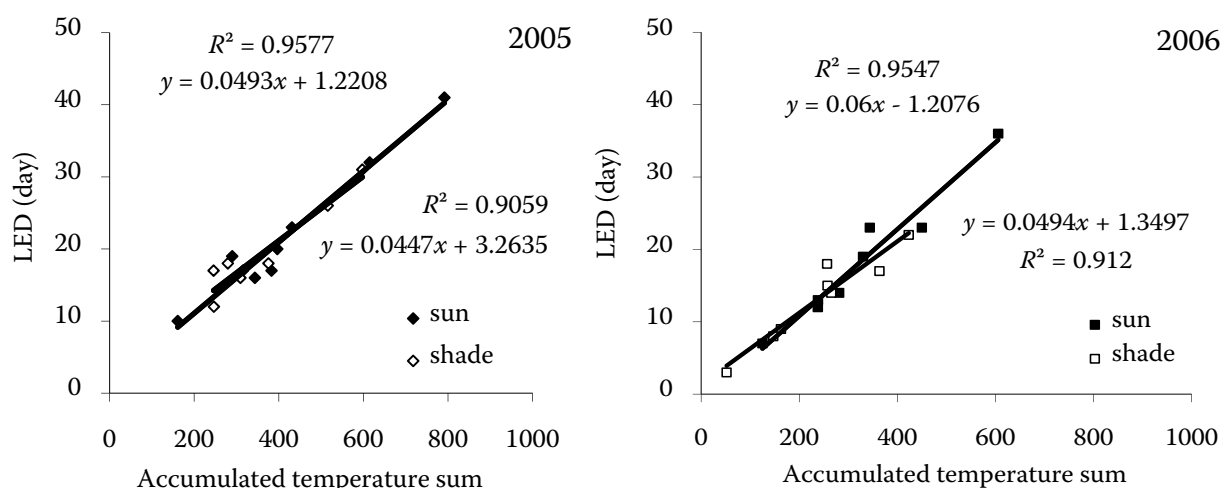 2005
R² = 0.9577
y = 0.0493x + 1.2208
R² = 0.9059
y = 0.0447x + 3.2635
sun
shade
LED (day)
50
40
30
20
10
0
0 200 400 600 800 1000
Accumulated temperature sum
2006
R² = 0.9547
y = 0.06x - 1.2076
y = 0.0494x + 1.3497
R² = 0.912
sun
shade
LED (day)
50
40
30
20
10
0
0 200 400 600 800 1000
Accumulated temperature sum